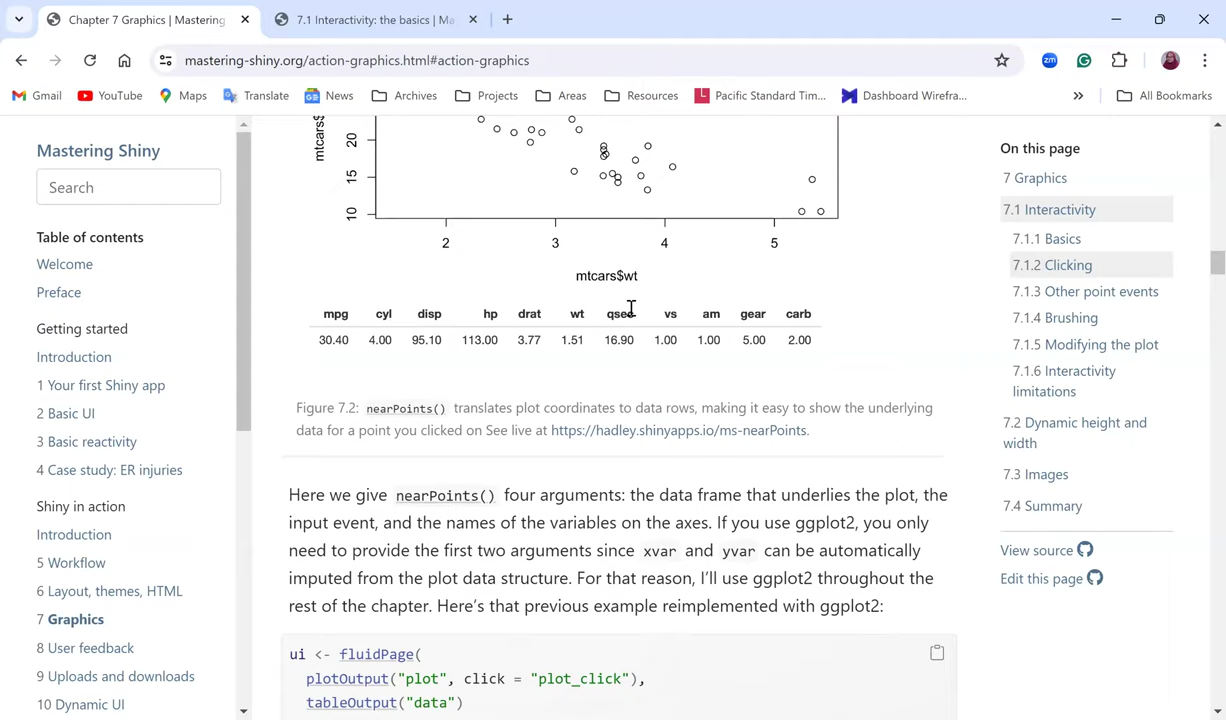 Chapter 7 Graphics | Mastering
7.1 Interactivity: the basics | Ma
mastering-shiny.org/action-graphics.html#action-graphics
Gmail
YouTube
Maps
Translate
News
Archives
Projects
Areas
Resources
Pacific Standard Tim...
Dashboard Wirefra...
All Bookmarks
Mastering Shiny
Search
Table of contents
Welcome
Preface
Getting started
Introduction
1 Your first Shiny app
2 Basic UI
3 Basic reactivity
4 Case study: ER injuries
Shiny in action
Introduction
5 Workflow
6 Layout, themes, HTML
7 Graphics
8 User feedback
9 Uploads and downloads
10 Dynamic UI
mtcars$
20
15
10
2 3 4 5
mtcars$wt
mpg cyl disp hp drat wt qsec vs am gear carb
30.40 4.00 95.10 113.00 3.77 1.51 16.90 1.00 1.00 5.00 2.00
Figure 7.2: nearPoints() translates plot coordinates to data rows, making it easy to show the underlying
data for a point you clicked on See live at https://hadley.shinyapps.io/ms-nearPoints.
Here we give nearPoints() four arguments: the data frame that underlies the plot, the
input event, and the names of the variables on the axes. If you use ggplot2, you only
need to provide the first two arguments since xvar and yvar can be automatically
imputed from the plot data structure. For that reason, I'll use ggplot2 throughout the
rest of the chapter. Here's that previous example reimplemented with ggplot2:
ui <- fluidPage(
plotOutput("plot", click = "plot_click"),
tableOutput("data")
On this page
7 Graphics
7.1 Interactivity
7.1.1 Basics
7.1.2 Clicking
7.1.3 Other point events
7.1.4 Brushing
7.1.5 Modifying the plot
7.1.6 Interactivity
limitations
7.2 Dynamic height and
width
7.3 Images
7.4 Summary
View source
Edit this page